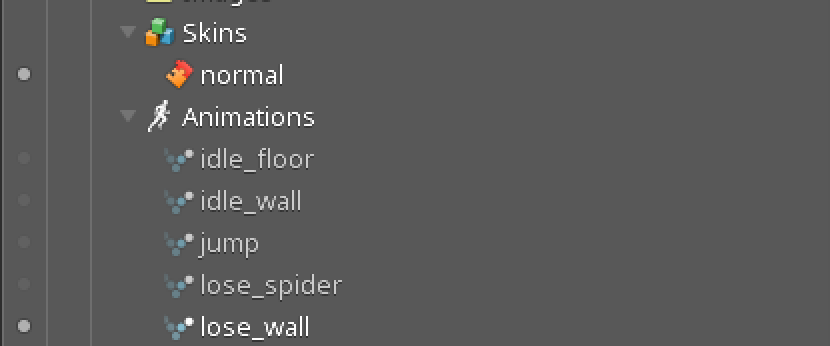 Skins
normal
Animations
idle_floor
idle_wall
jump
lose_spider
lose_wall